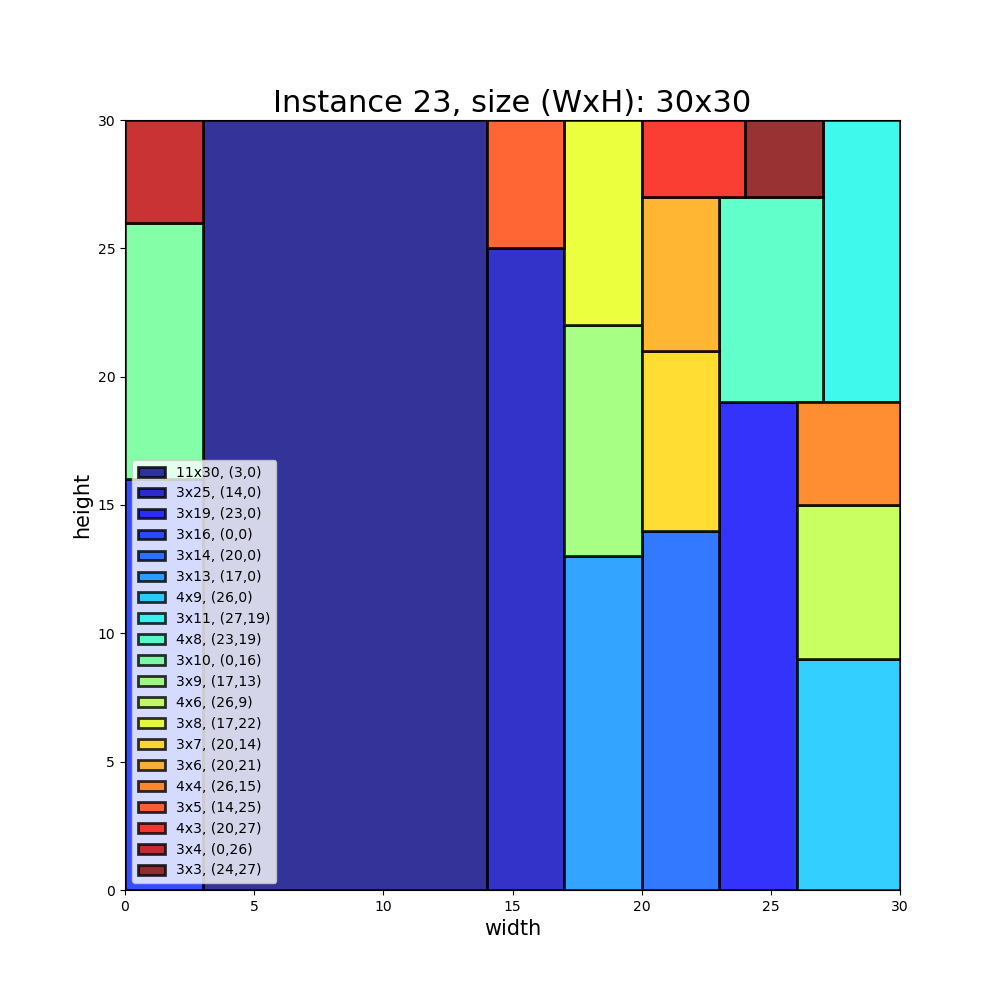 Instance 23, size (WxH): 30x30
30
25
20
15
10
5
0
height
11x30, (3,0)
3x25, (14,0)
3x19, (23,0)
3x16, (0,0)
3x14, (20,0)
3x13, (17,0)
4x9, (26,0)
3x11, (27,19)
4x8, (23,19)
3x10, (0,16)
3x9, (17,13)
4x6, (26,9)
3x8, (17,22)
3x7, (20,14)
3x6, (20,21)
4x4, (26,15)
3x5, (14,25)
4x3, (20,27)
3x4, (0,26)
3x3, (24,27)
0 5 10 15 20 25 30
width